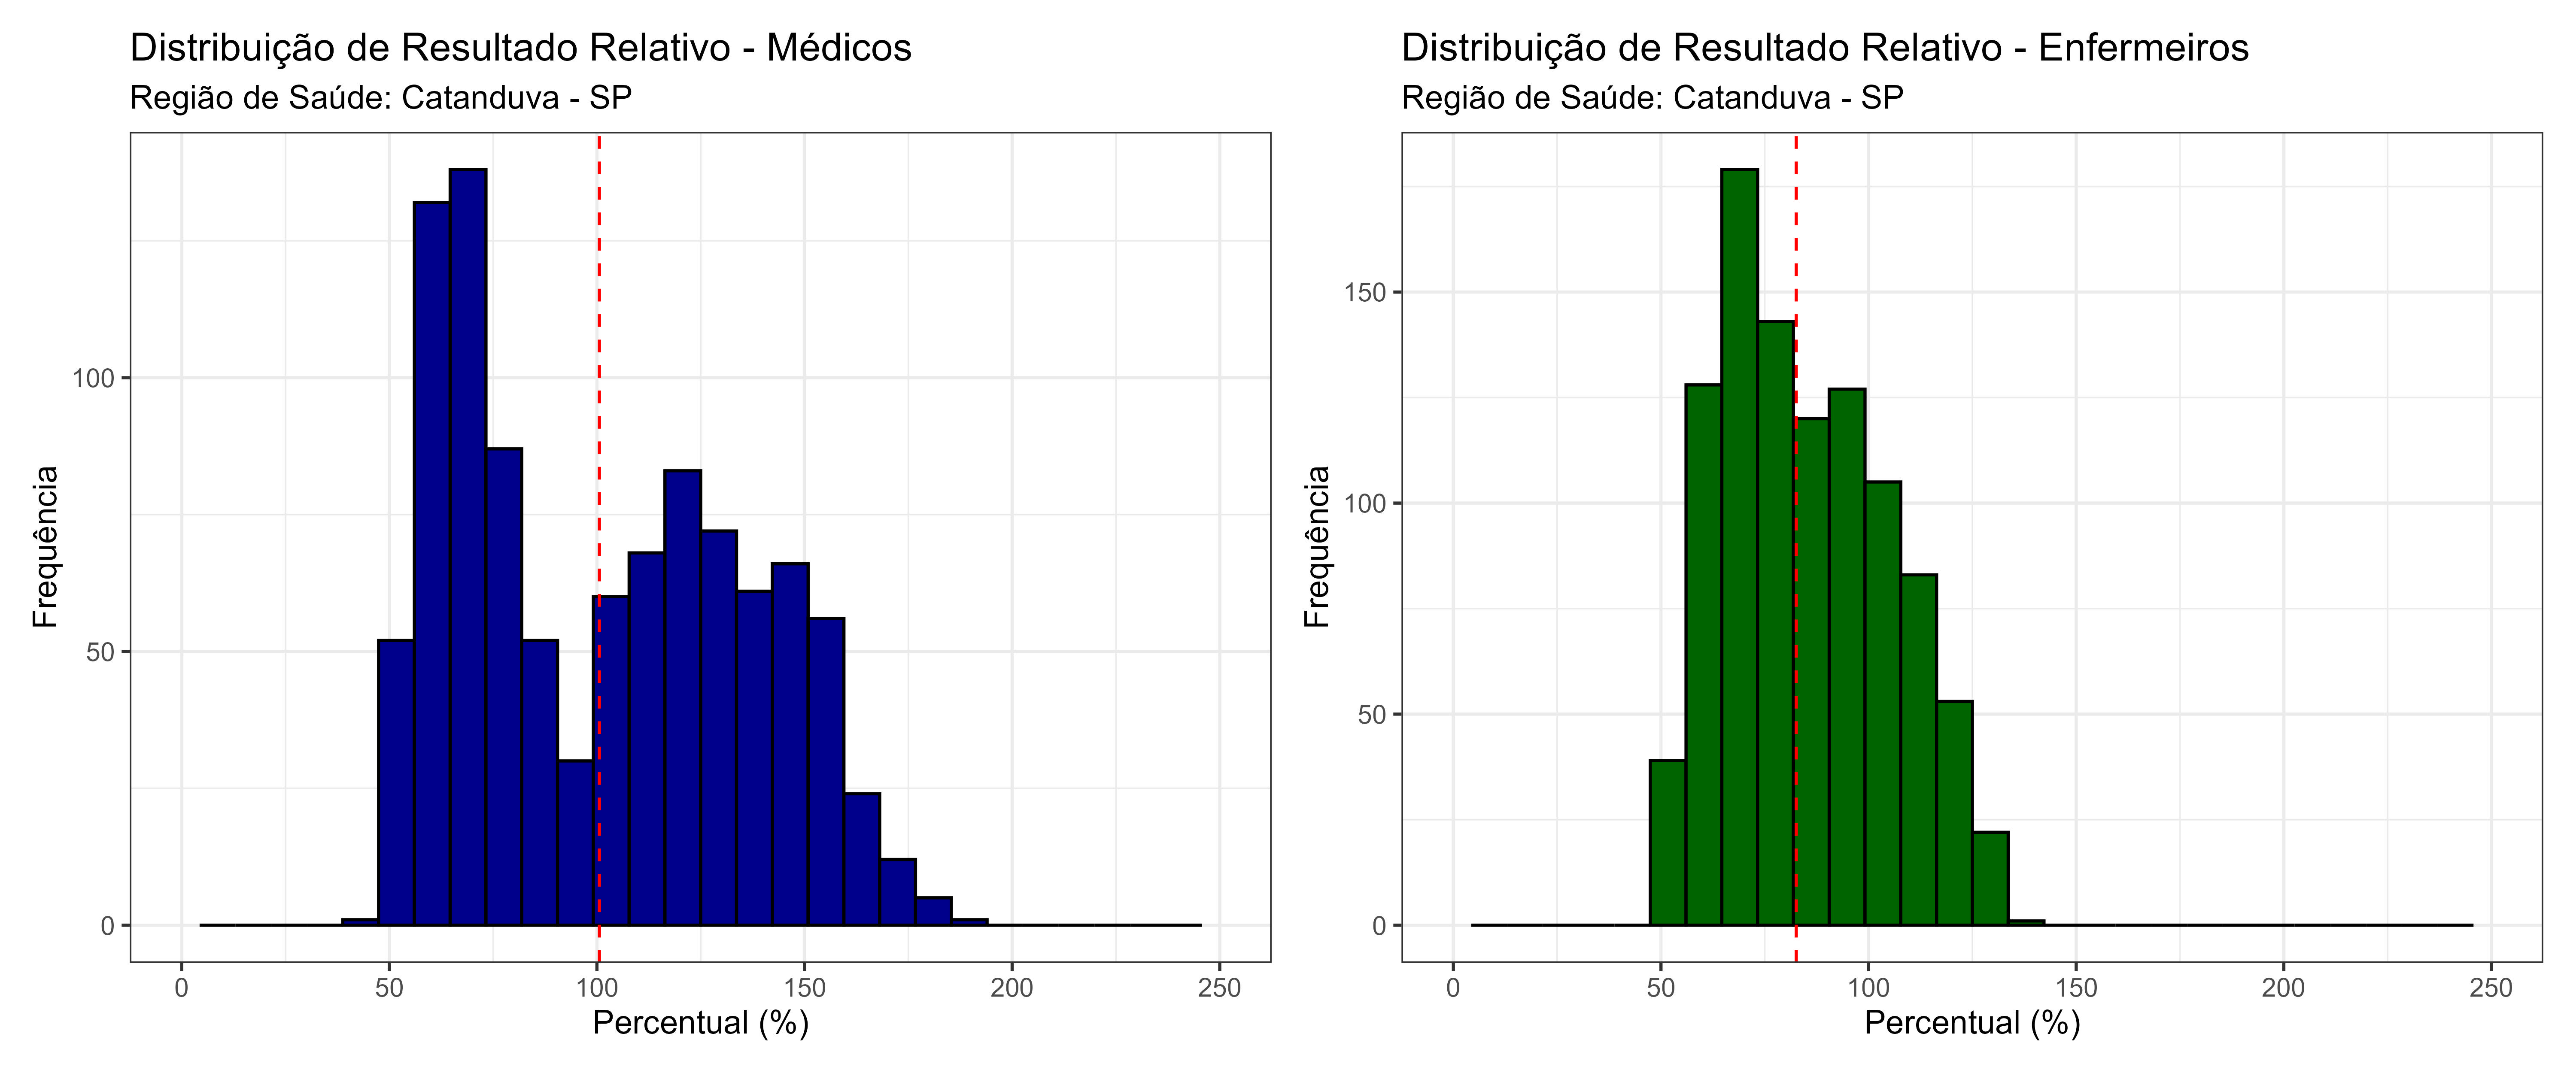 Distribuição de Resultado Relativo - Médicos
Região de Saúde: Catanduva - SP
Frequência
100
50
0
0 50 100 150 200 250
Percentual (%)
Distribuição de Resultado Relativo - Enfermeiros
Região de Saúde: Catanduva - SP
Frequência
150
100
50
0
0 50 100 150 200 250
Percentual (%)